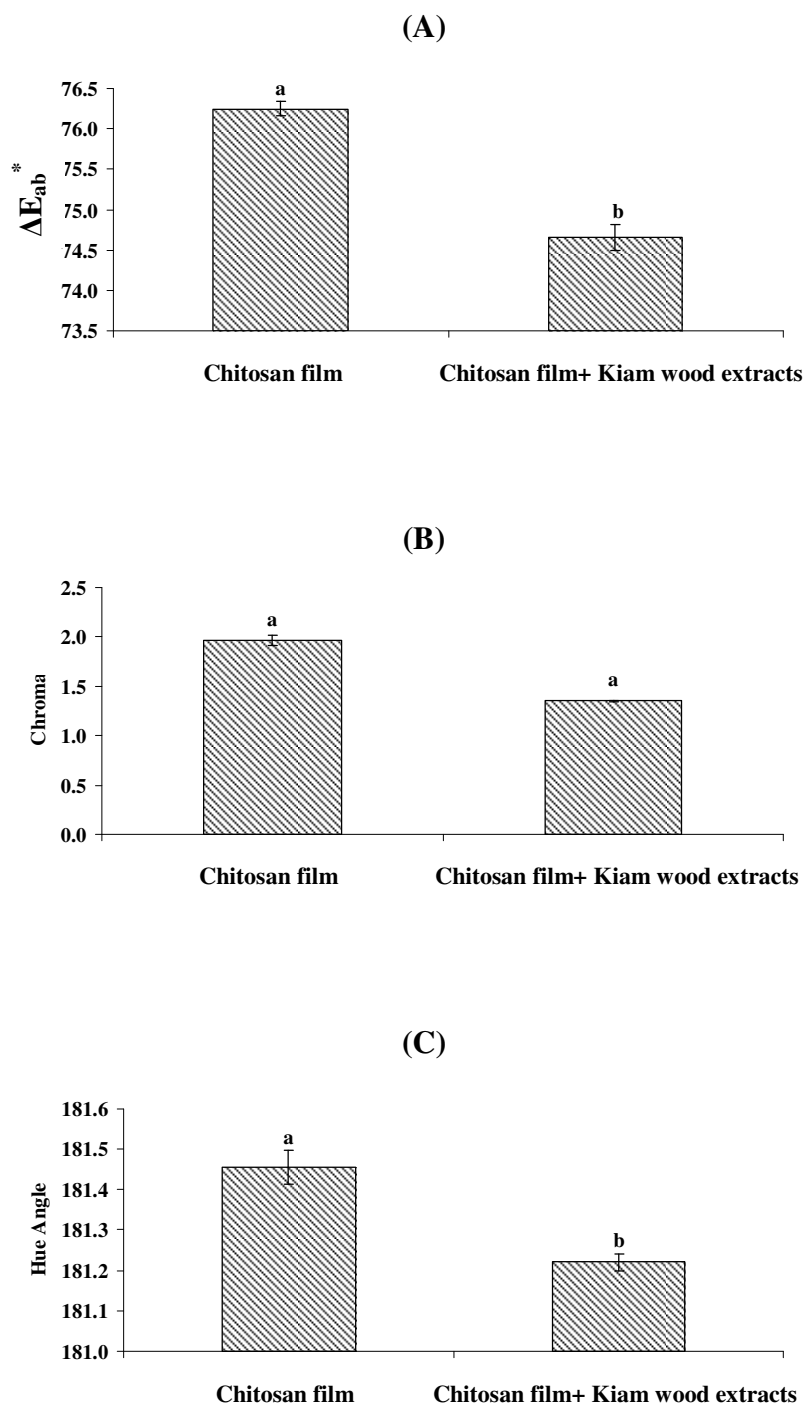 (A)
ΔE_ab^*
76.5
76.0
75.5
75.0
74.5
74.0
73.5
a
b
Chitosan film
Chitosan film+ Kiam wood extracts
(B)
Chroma
2.5
2.0
1.5
1.0
0.5
0.0
a
a
Chitosan film
Chitosan film+ Kiam wood extracts
(C)
Hue Angle
181.6
181.5
181.4
181.3
181.2
181.1
181.0
a
b
Chitosan film
Chitosan film+ Kiam wood extracts